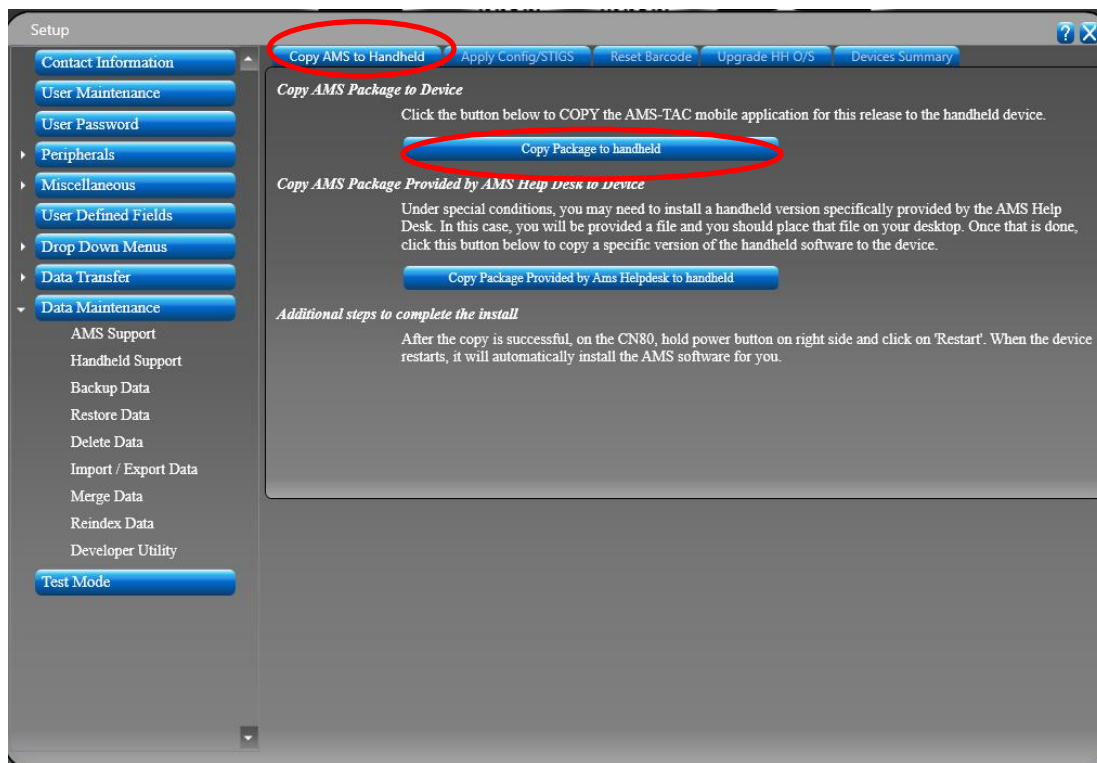 Setup
Contact Information
User Maintenance
User Password
Peripherals
Miscellaneous
User Defined Fields
Drop Down Menus
Data Transfer
Data Maintenance
AMS Support
Handheld Support
Backup Data
Restore Data
Delete Data
Import / Export Data
Merge Data
Reindex Data
Developer Utility
Test Mode
Copy AMS to Handheld
Apply Config/STIGS
Reset Barcode
Upgrade HH O/S
Devices Summary
Copy AMS Package to Device
Click the button below to COPY the AMS-TAC mobile application for this release to the handheld device.
Copy Package to handheld
Copy AMS Package Provided by AMS Help Desk to Device
Under special conditions, you may need to install a handheld version specifically provided by the AMS Help
Desk. In this case, you will be provided a file and you should place that file on your desktop. Once that is done,
click this button below to copy a specific version of the handheld software to the device.
Copy Package Provided by Ams Helpdesk to handheld
Additional steps to complete the install
After the copy is successful, on the CN80, hold power button on right side and click on 'Restart'. When the device
restarts, it will automatically install the AMS software for you.